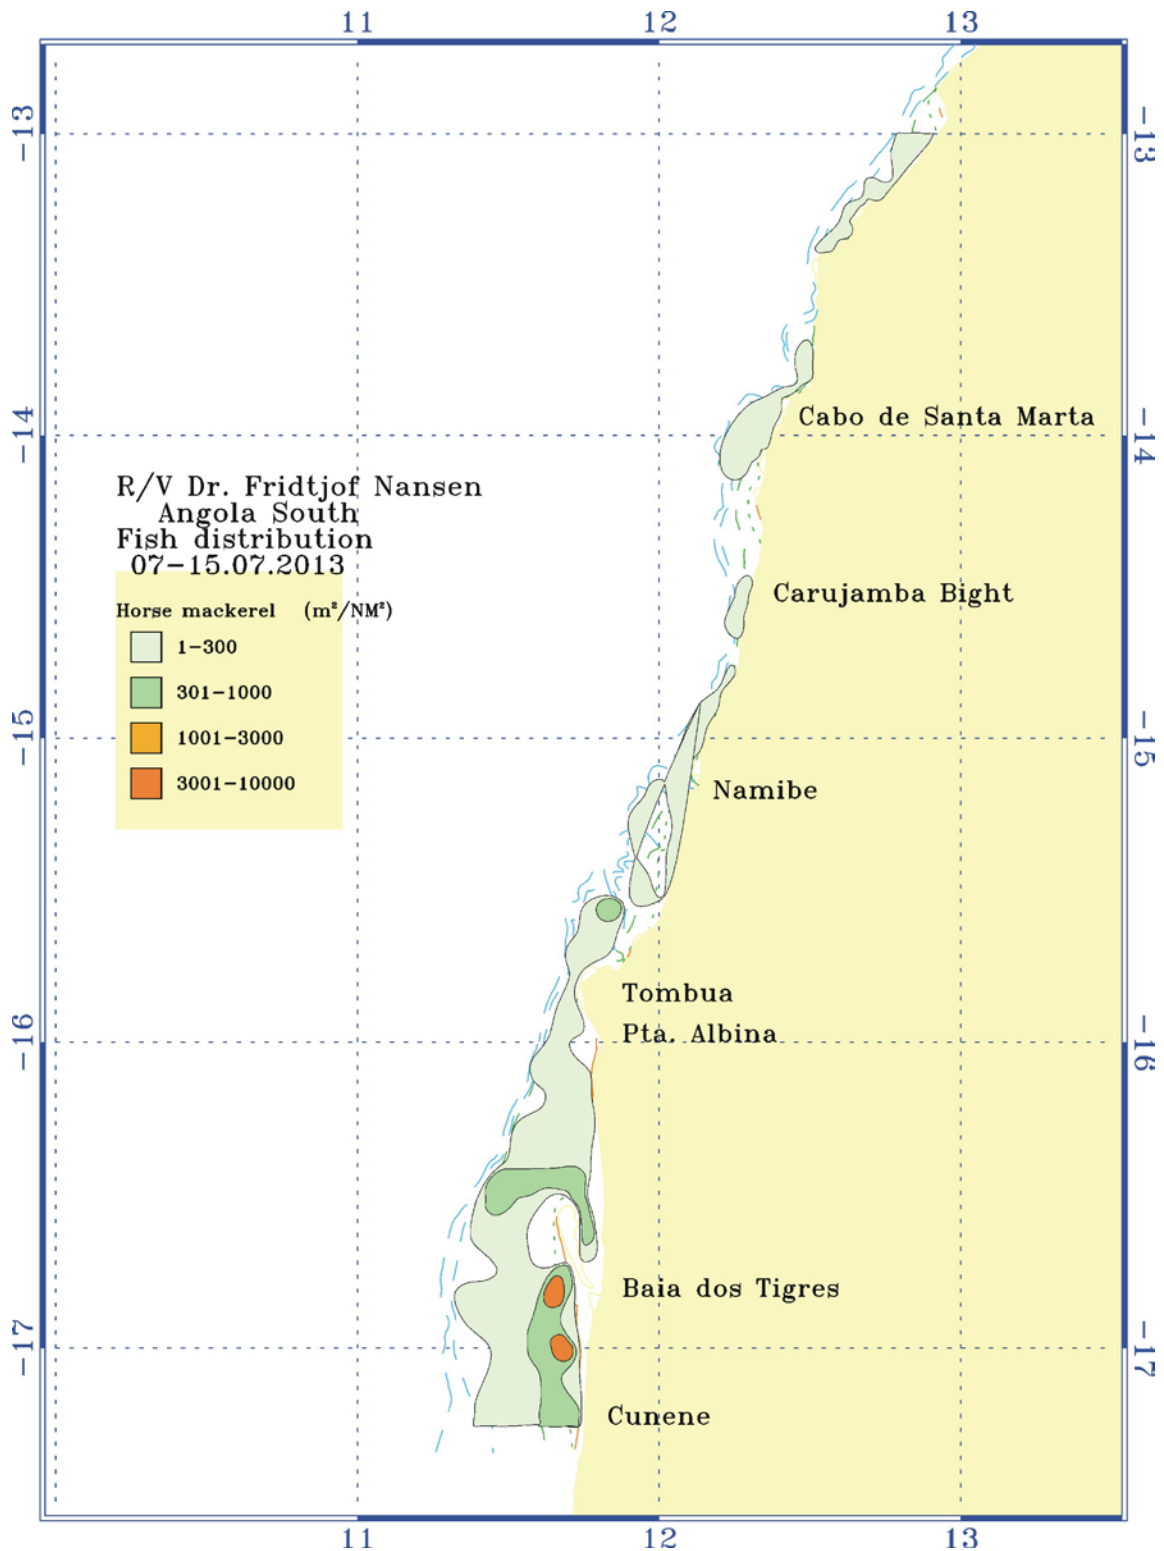 11 12 13
-13 -13
Cabo de Santa Marta
-14 -14
R/V Dr. Fridtjof Nansen
Angola South
Fish distribution
07-15.07.2013
Horse mackerel (m²/NM²)
1-300
301-1000
1001-3000
3001-10000
Carujamba Bight
-15 -15
Namibe
Tombua
Pta. Albina
-16 -16
Baia dos Tigres
-17 -17
Cunene
11 12 13